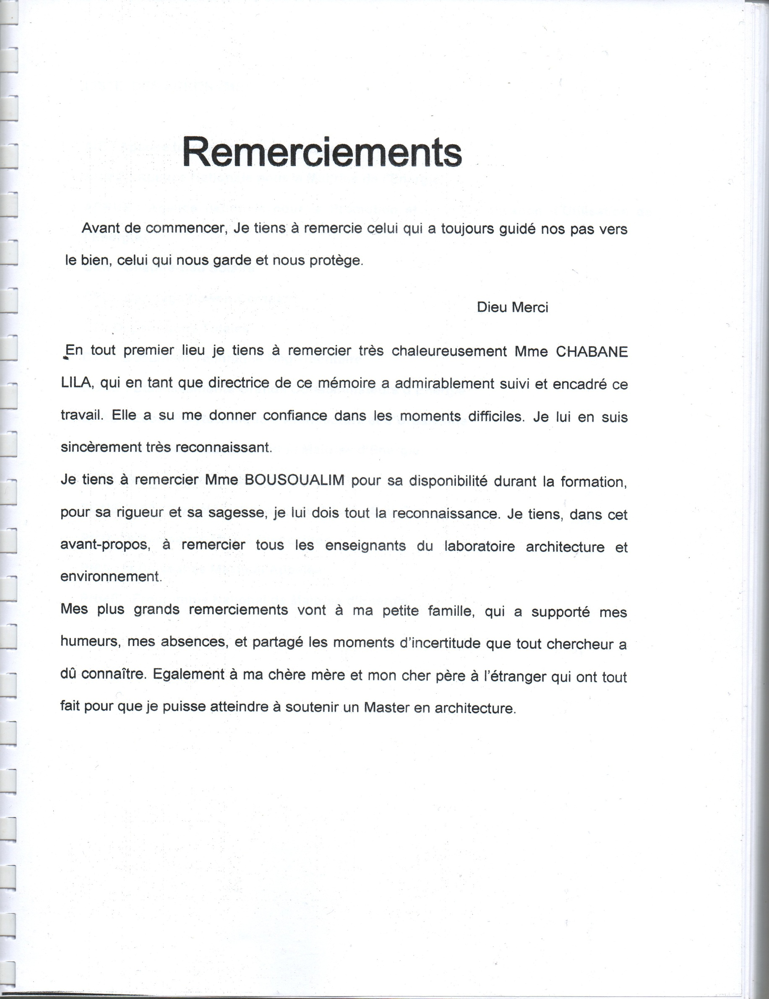 Remerciements
Avant de commencer, Je tiens à remercie celui qui a toujours guidé nos pas vers
le bien, celui qui nous garde et nous protège.
Dieu Merci
En tout premier lieu je tiens à remercier très chaleureusement Mme CHABANE
LILA, qui en tant que directrice de ce mémoire a admirablement suivi et encadré ce
travail. Elle a su me donner confiance dans les moments difficiles. Je lui en suis
sincèrement très reconnaissant.
Je tiens à remercier Mme BOUSOUALIM pour sa disponibilité durant la formation,
pour sa rigueur et sa sagesse, je lui dois tout la reconnaissance. Je tiens, dans cet
avant-propos, à remercier tous les enseignants du laboratoire architecture et
environnement.
Mes plus grands remerciements vont à ma petite famille, qui a supporté mes
humeurs, mes absences, et partagé les moments d'incertitude que tout chercheur a
dû connaître. Egalement à ma chère mère et mon cher père à l'étranger qui ont tout
fait pour que je puisse atteindre à soutenir un Master en architecture.